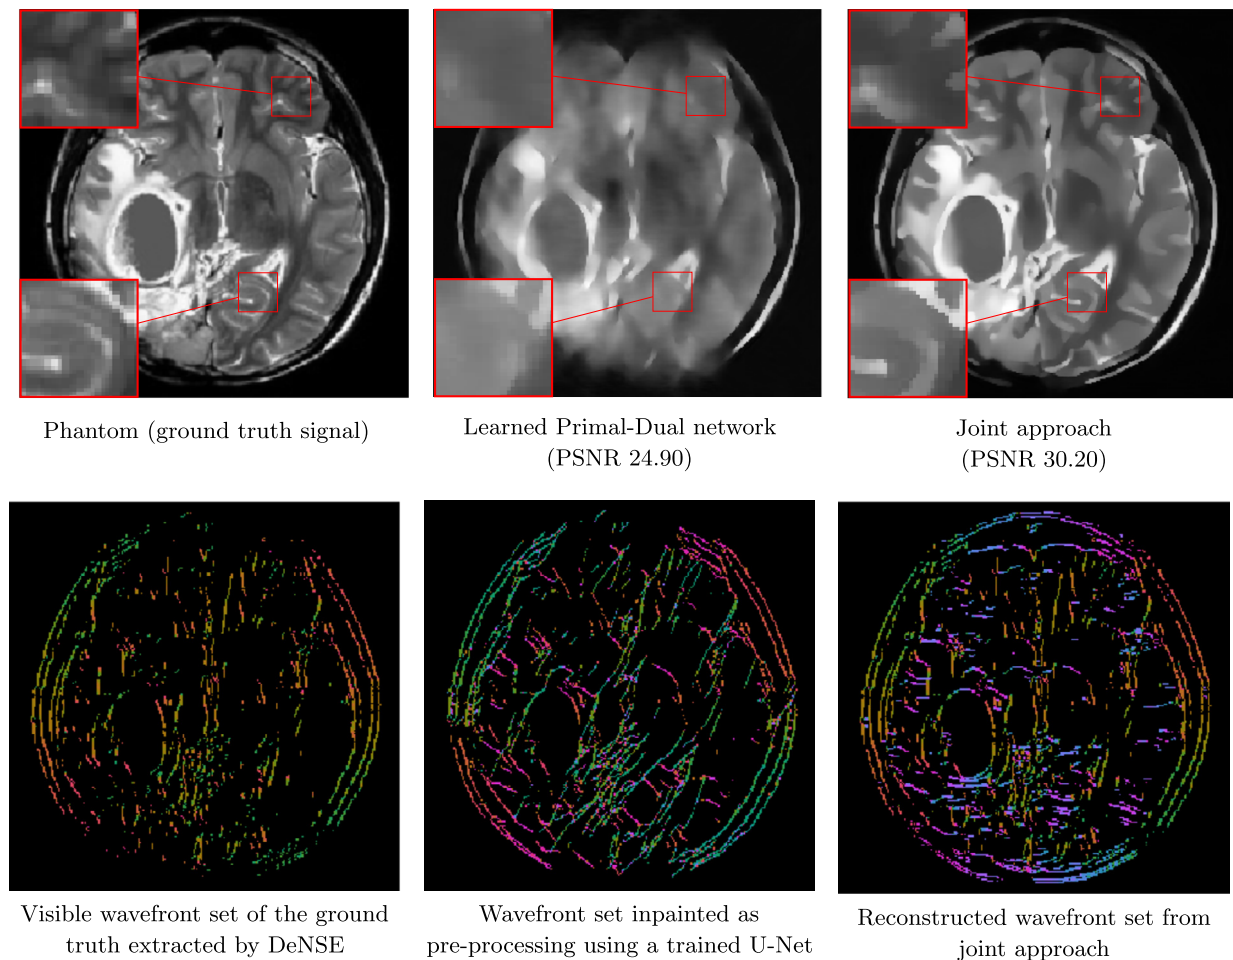 Phantom (ground truth signal)
Learned Primal-Dual network
(PSNR 24.90)
Joint approach
(PSNR 30.20)
Visible wavefront set of the ground
truth extracted by DeNSE
Wavefront set inpainted as
pre-processing using a trained U-Net
Reconstructed wavefront set from
joint approach